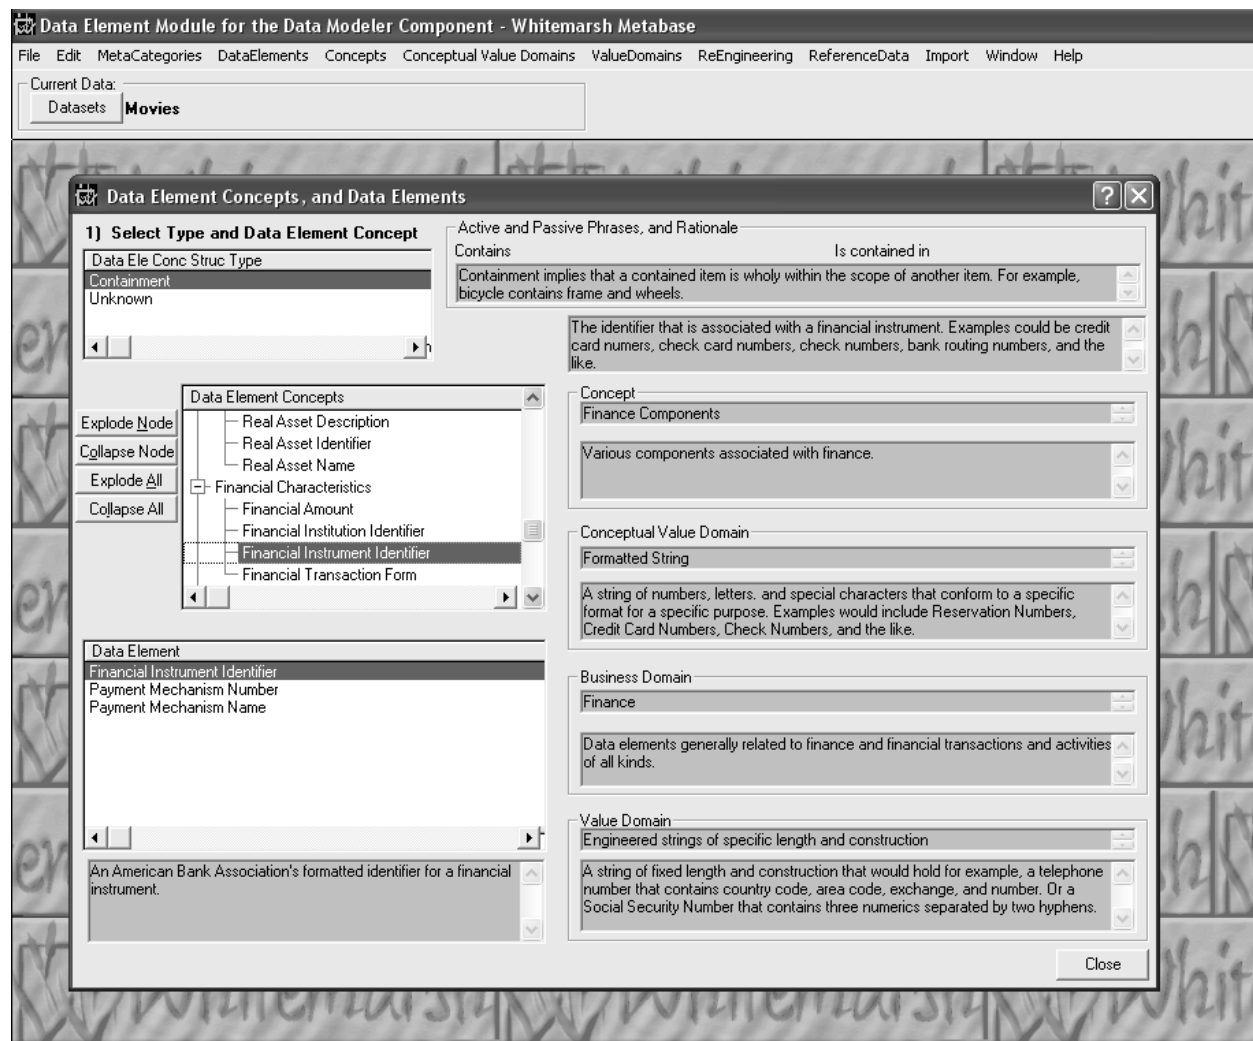 Data Element Module for the Data Modeler Component - Whitemarsh Metabase
File Edit MetaCategories DataElements Concepts Conceptual Value Domains ValueDomains ReEngineering ReferenceData Import Window Help
Current Data:
Datasets Movies
Data Element Concepts, and Data Elements
1) Select Type and Data Element Concept
Data Ele Conc Struc Type
Containment
Unknown
Active and Passive Phrases, and Rationale
Contains Is contained in
Containment implies that a contained item is wholy within the scope of another item. For example,
bicycle contains frame and wheels.
The identifier that is associated with a financial instrument. Examples could be credit
card numers, check card numbers, check numbers, bank routing numbers, and the
like.
Explode Node
Collapse Node
Explode All
Collapse All
Data Element Concepts
Real Asset Description
Real Asset Identifier
Real Asset Name
Financial Characteristics
Financial Amount
Financial Institution Identifier
Financial Instrument Identifier
Financial Transaction Form
Concept
Finance Components
Various components associated with finance.
Conceptual Value Domain
Formatted String
A string of numbers, letters. and special characters that conform to a specific
format for a specific purpose. Examples would include Reservation Numbers,
Credit Card Numbers, Check Numbers, and the like.
Data Element
Financial Instrument Identifier
Payment Mechanism Number
Payment Mechanism Name
An American Bank Association's formatted identifier for a financial
instrument.
Business Domain
Finance
Data elements generally related to finance and financial transactions and activities
of all kinds.
Value Domain
Engineered strings of specific length and construction
A string of fixed length and construction that would hold for example, a telephone
number that contains country code, area code, exchange, and number. Or a
Social Security Number that contains three numerics separated by two hyphens.
Close
Whitemarsh